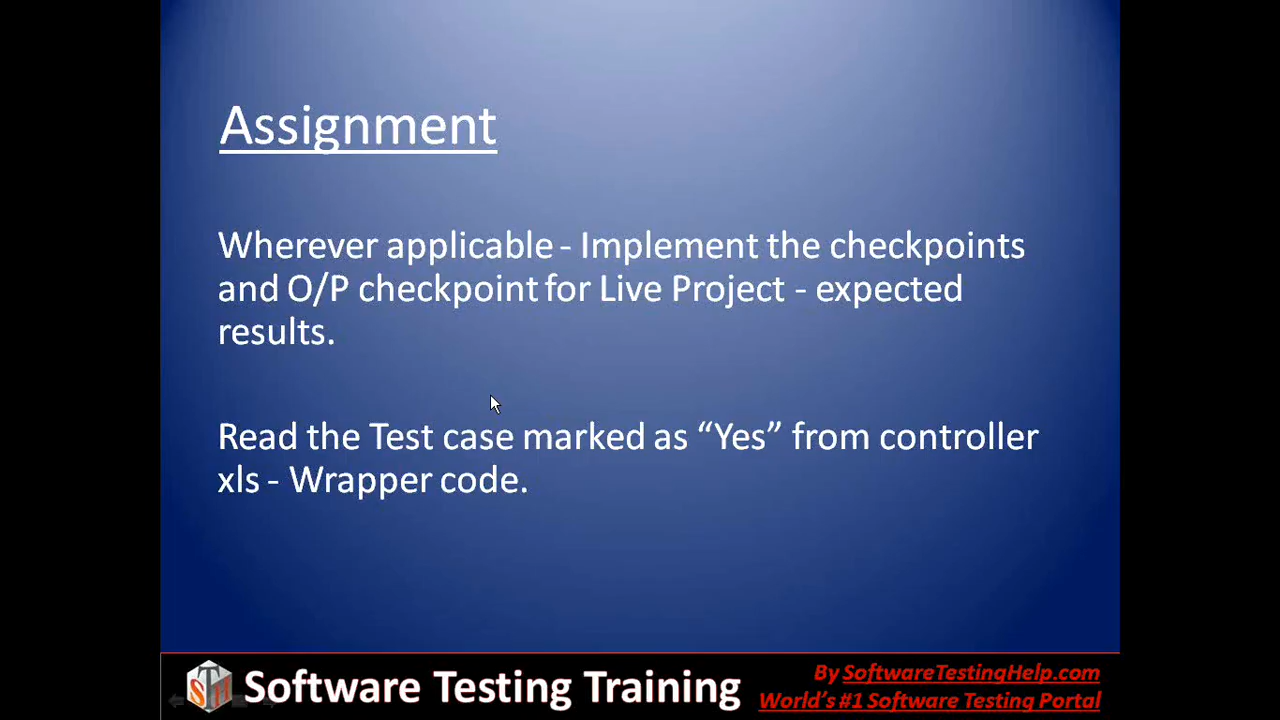 Assignment
Wherever applicable - Implement the checkpoints
and O/P checkpoint for Live Project - expected
results.
Read the Test case marked as “Yes” from controller
xls - Wrapper code.
STH
Software Testing Training
By SoftwareTestingHelp.com
World's #1 Software Testing Portal